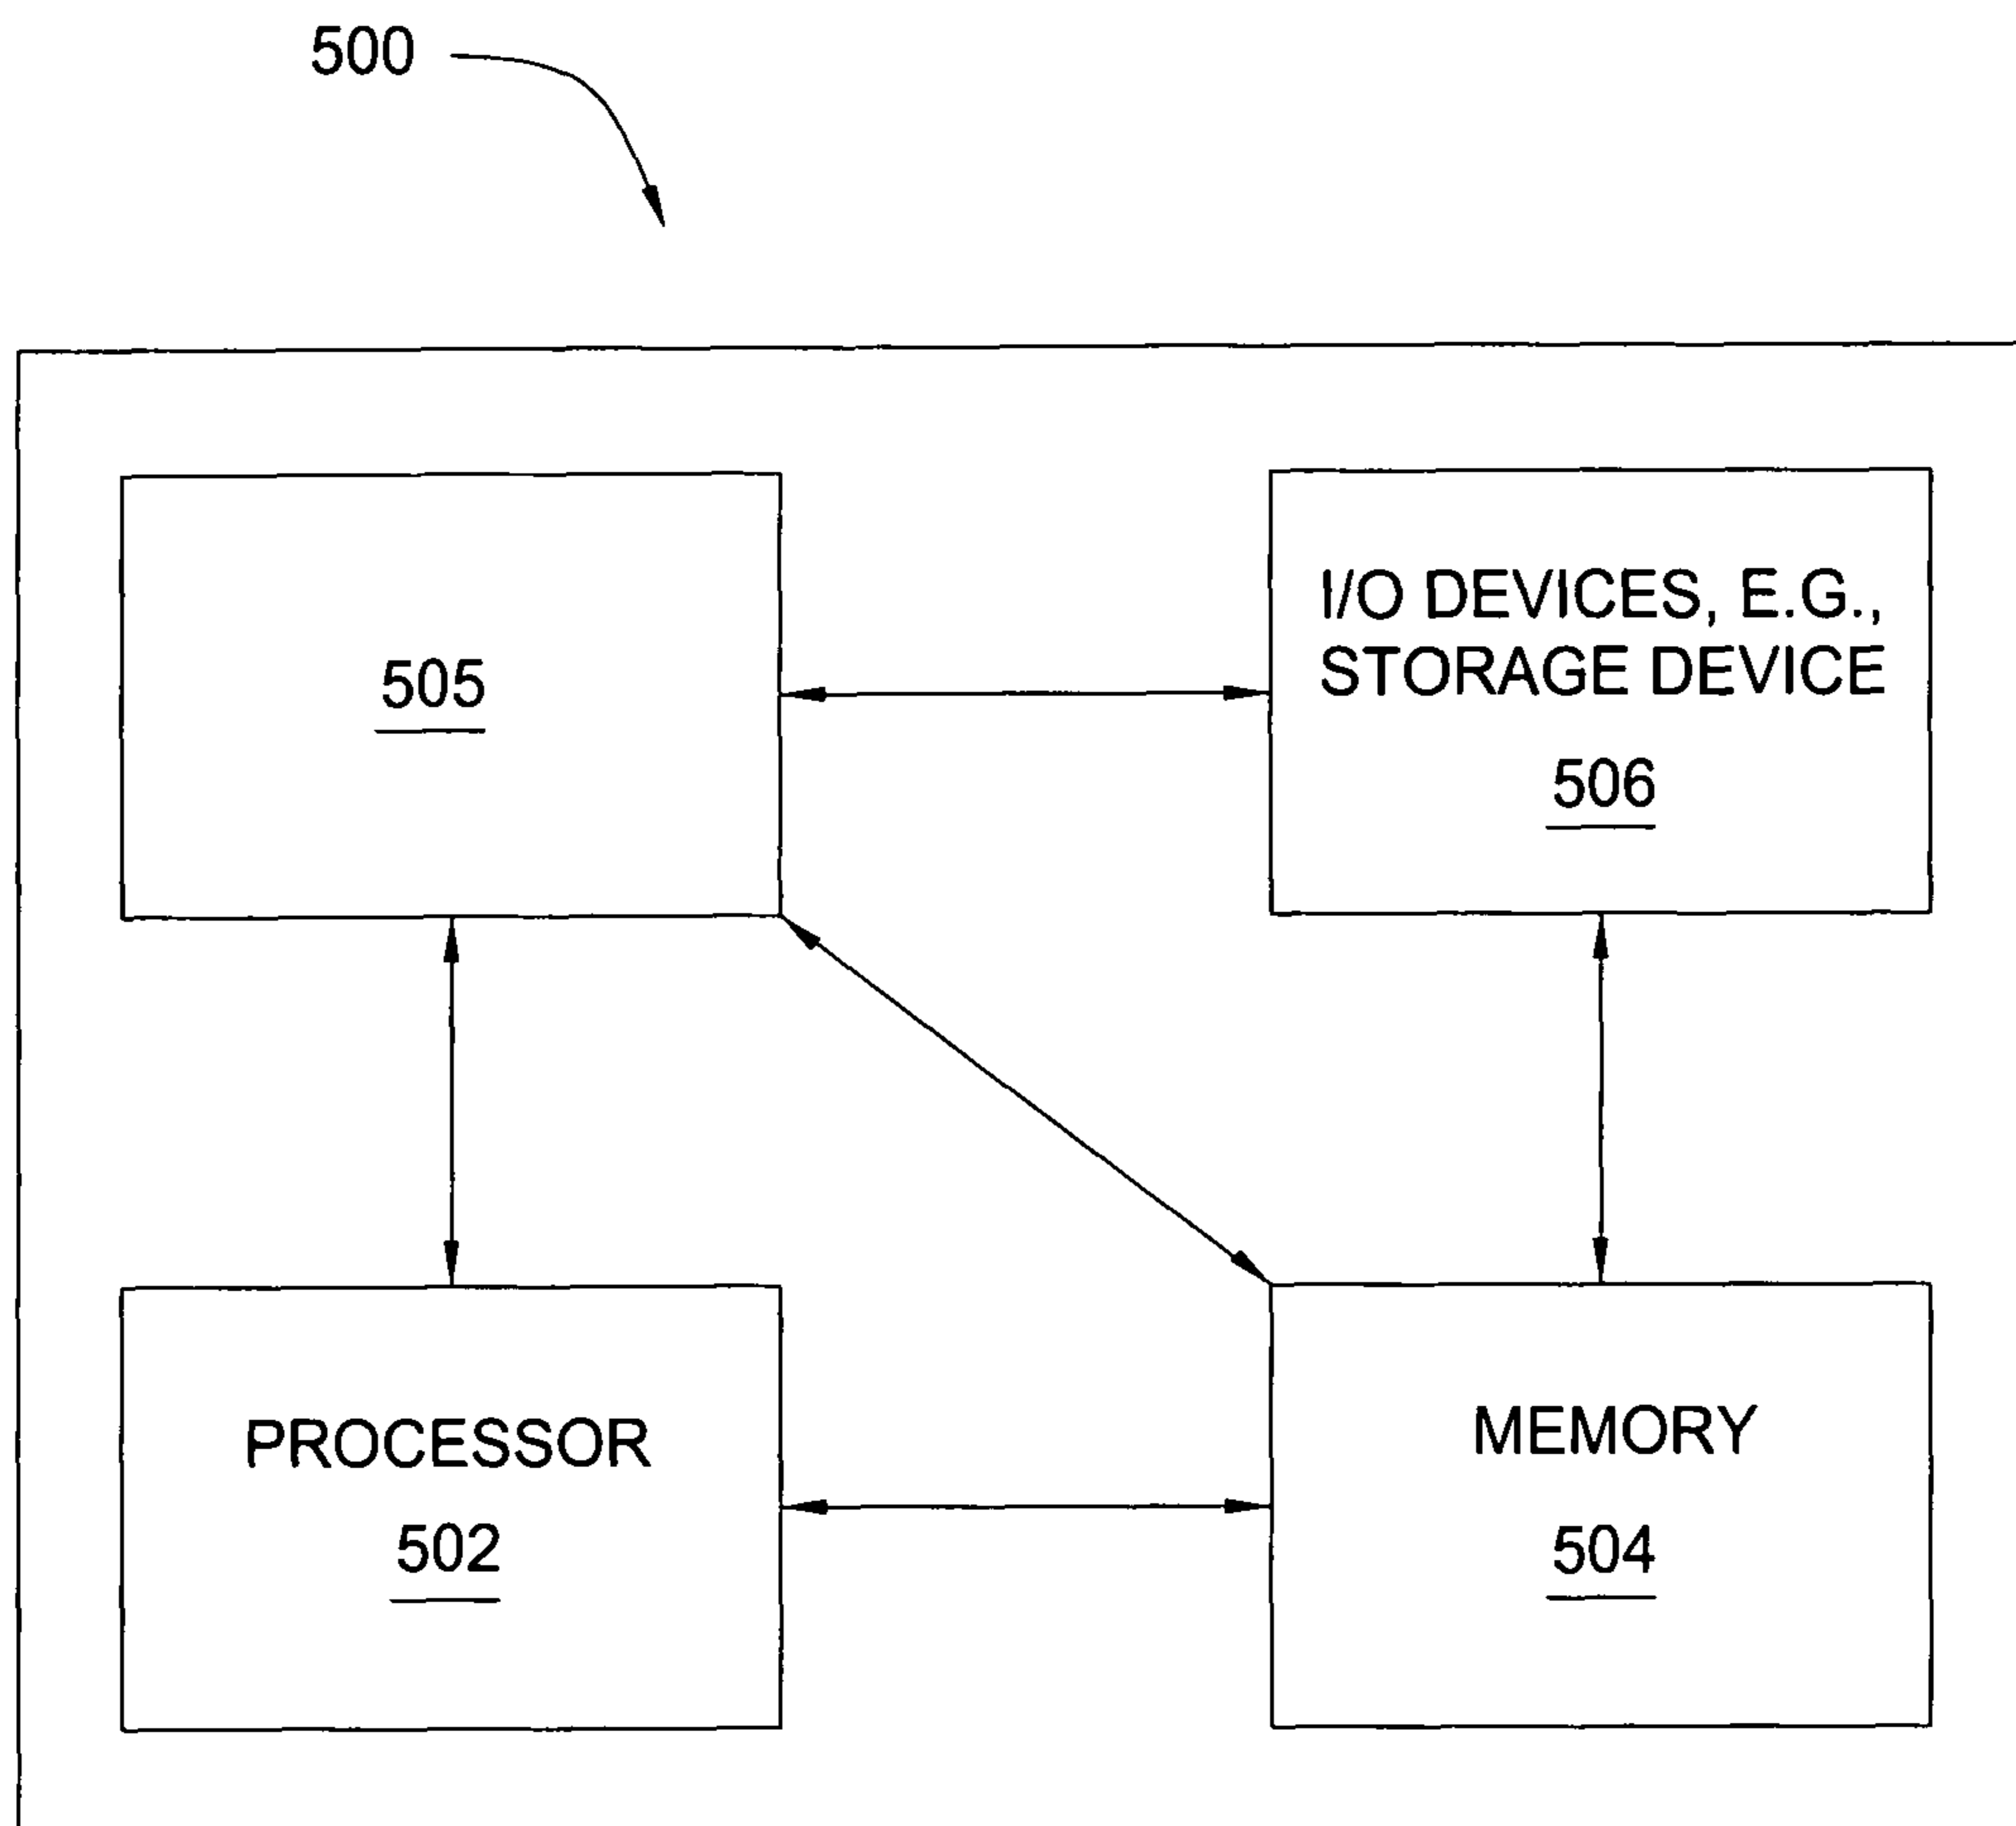 500
505
I/O DEVICES, E.G.,
STORAGE DEVICE
506
PROCESSOR
502
MEMORY
504